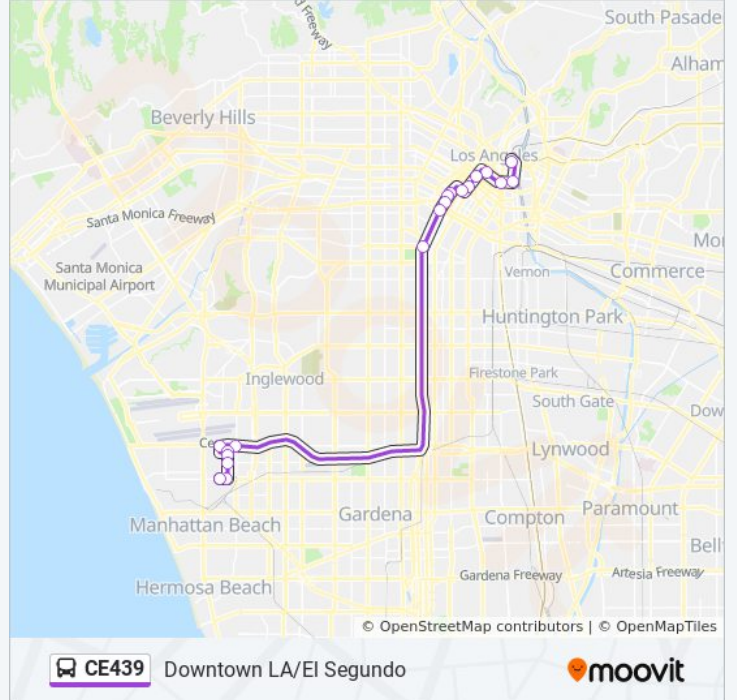 South Pasade
d Freeway
Alham
Beverly Hills
Los Angeles
Santa Monica Freeway
Santa Monica
Municipal Airport
Mon
Vernon
Commerce
Huntington Park
Inglewood
Firestone Park
South Gate
Dow
Ce
Lynwood
Paramount
Gardena
Compton
Manhattan Beach
Bell
Gardena Freeway
Artesia Freeway
Hermosa Beach
© OpenStreetMap contributors | © OpenMapTiles
CE439
Downtown LA/El Segundo
moovit